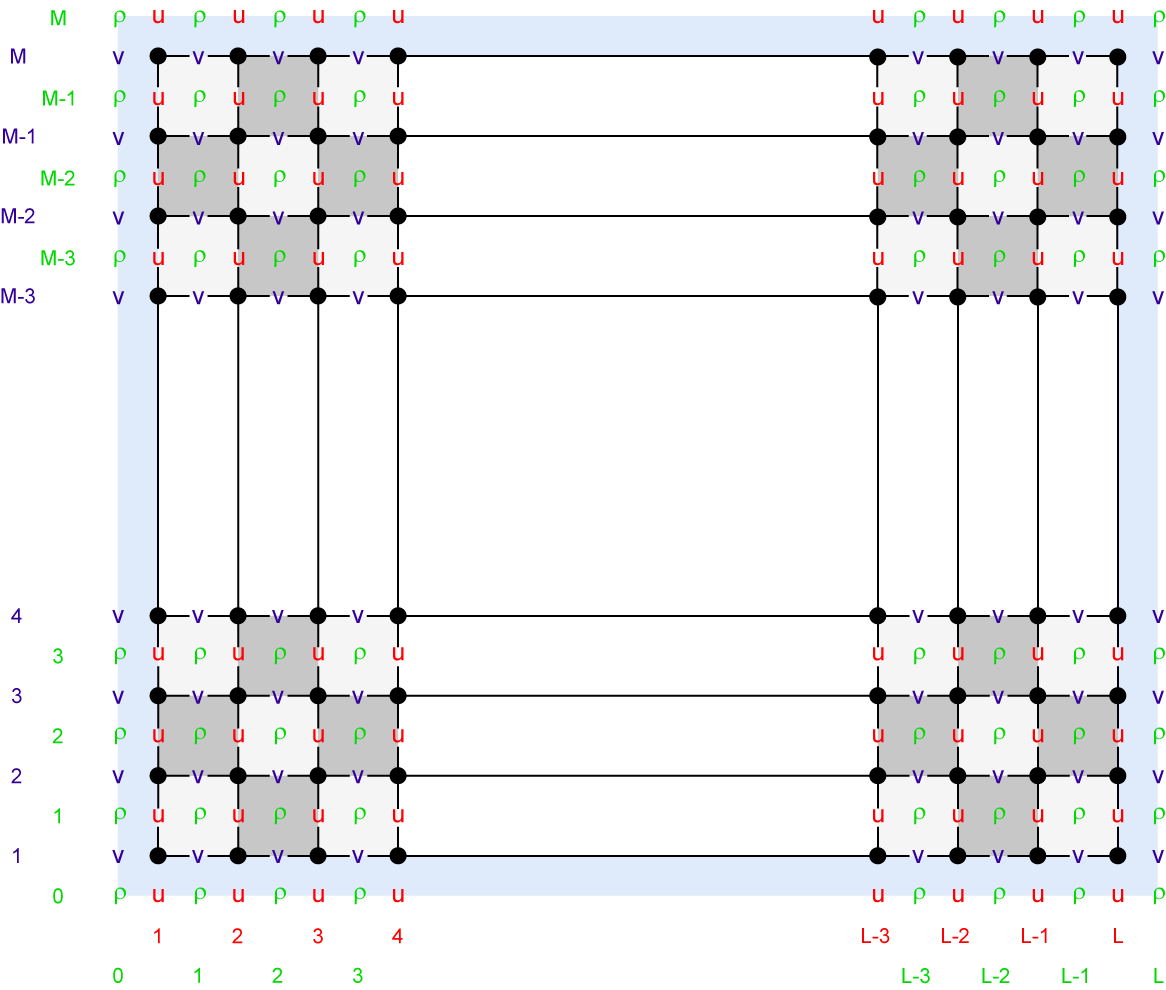 M ρ u ρ u ρ u ρ u u ρ u ρ u ρ u ρ
M v v v v v v v v
M-1 ρ u ρ u ρ u ρ u u ρ u ρ u ρ u ρ
M-1 v v v v v v v v
M-2 ρ u ρ u ρ u ρ u u ρ u ρ u ρ u ρ
M-2 v v v v v v v v
M-3 ρ u ρ u ρ u ρ u u ρ u ρ u ρ u ρ
M-3 v v v v v v v v
4 v v v v v v v v
3 ρ u ρ u ρ u ρ u u ρ u ρ u ρ u ρ
3 v v v v v v v v
2 ρ u ρ u ρ u ρ u u ρ u ρ u ρ u ρ
2 v v v v v v v v
1 ρ u ρ u ρ u ρ u u ρ u ρ u ρ u ρ
1 v v v v v v v v
0 ρ u ρ u ρ u ρ u u ρ u ρ u ρ u ρ
1 2 3 4 L-3 L-2 L-1 L
0 1 2 3 L-3 L-2 L-1 L